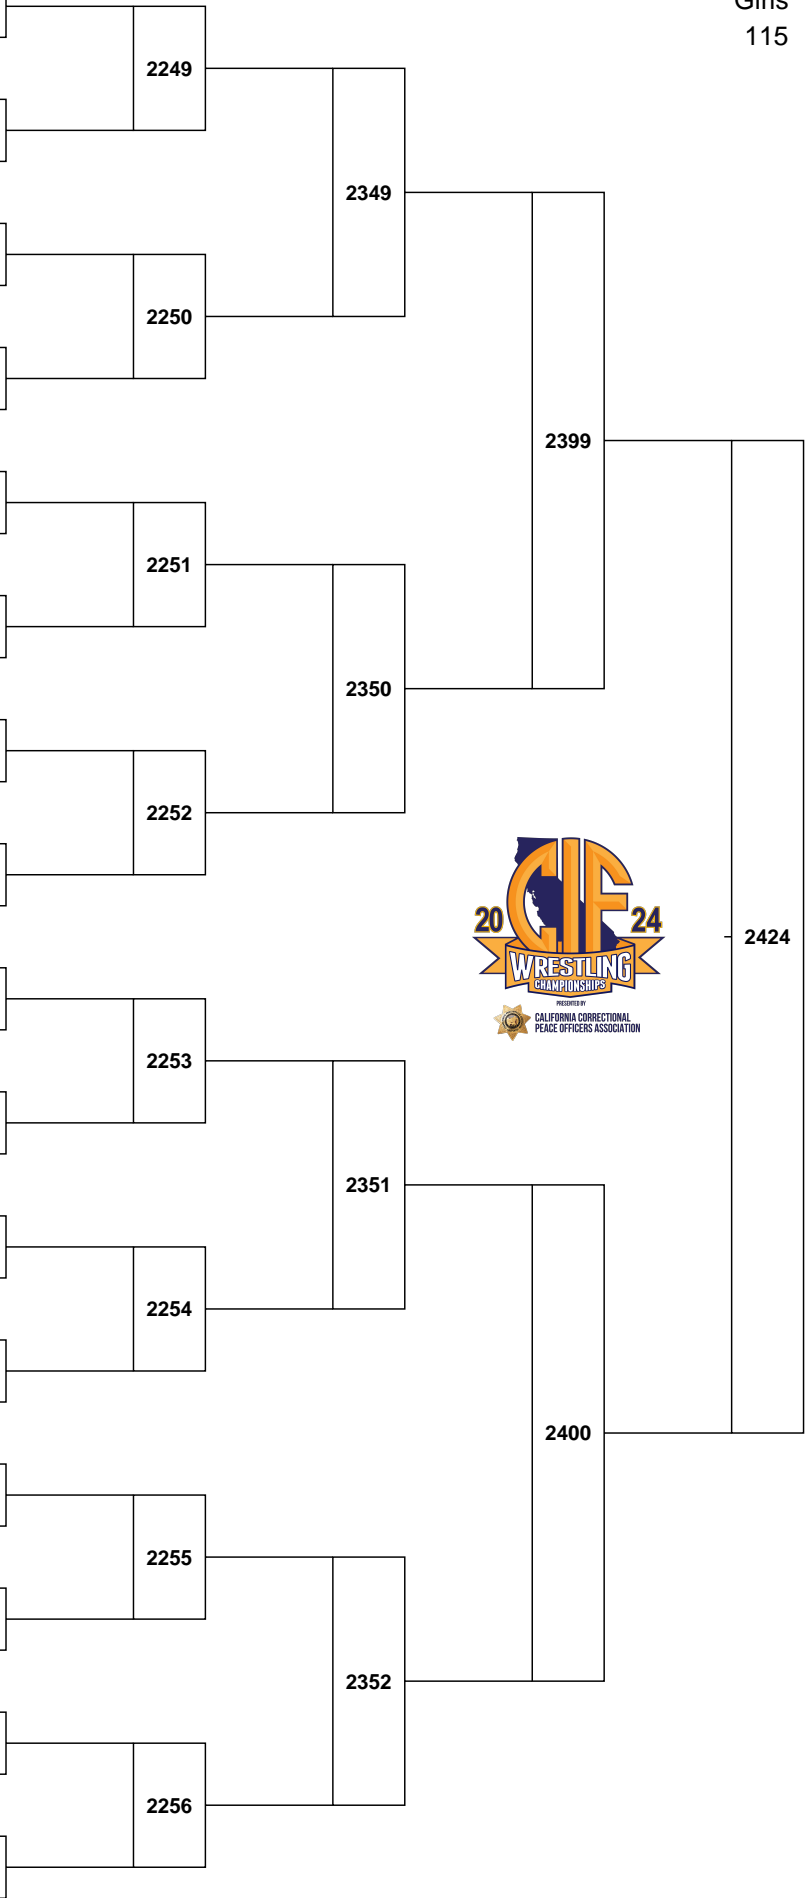 Girls
115
2249
2349
2250
2399
2251
2350
2252
20 CIF 24
2424
WRESTLING
CHAMPIONSHIPS
PRESENTED BY
CALIFORNIA CORRECTIONAL
PEACE OFFICERS ASSOCIATION
2253
2351
2254
2400
2255
2352
2256